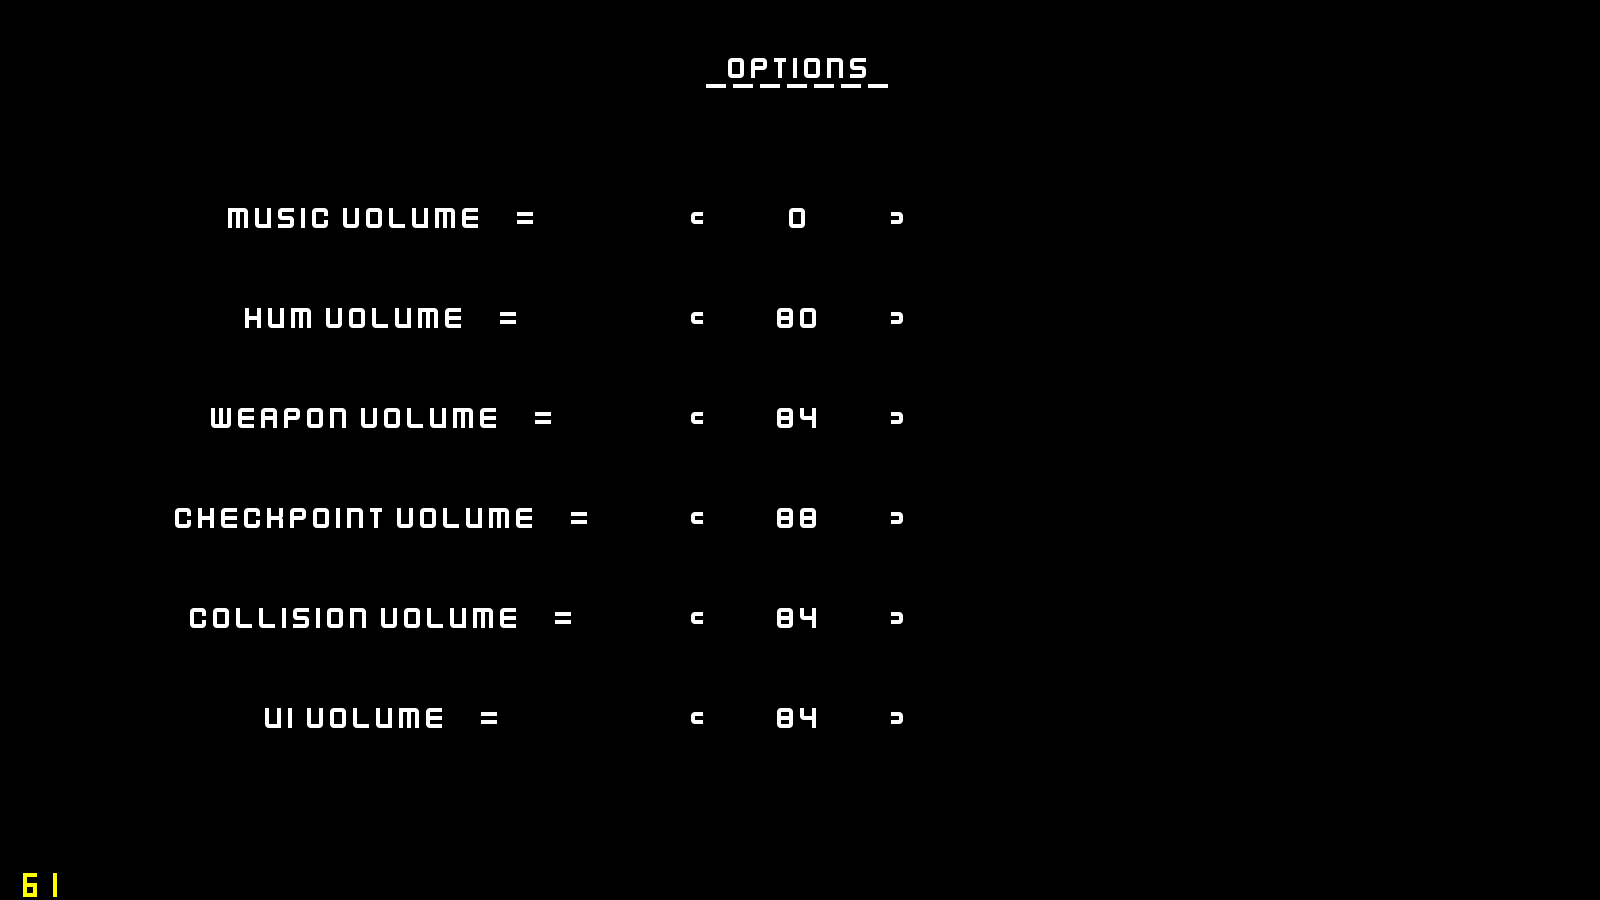 OPTIONS
MUSIC VOLUME = < 0 >
HUM VOLUME = < 80 >
WEAPON VOLUME = < 84 >
CHECKPOINT VOLUME = < 88 >
COLLISION VOLUME = < 84 >
UI VOLUME = < 84 >
61